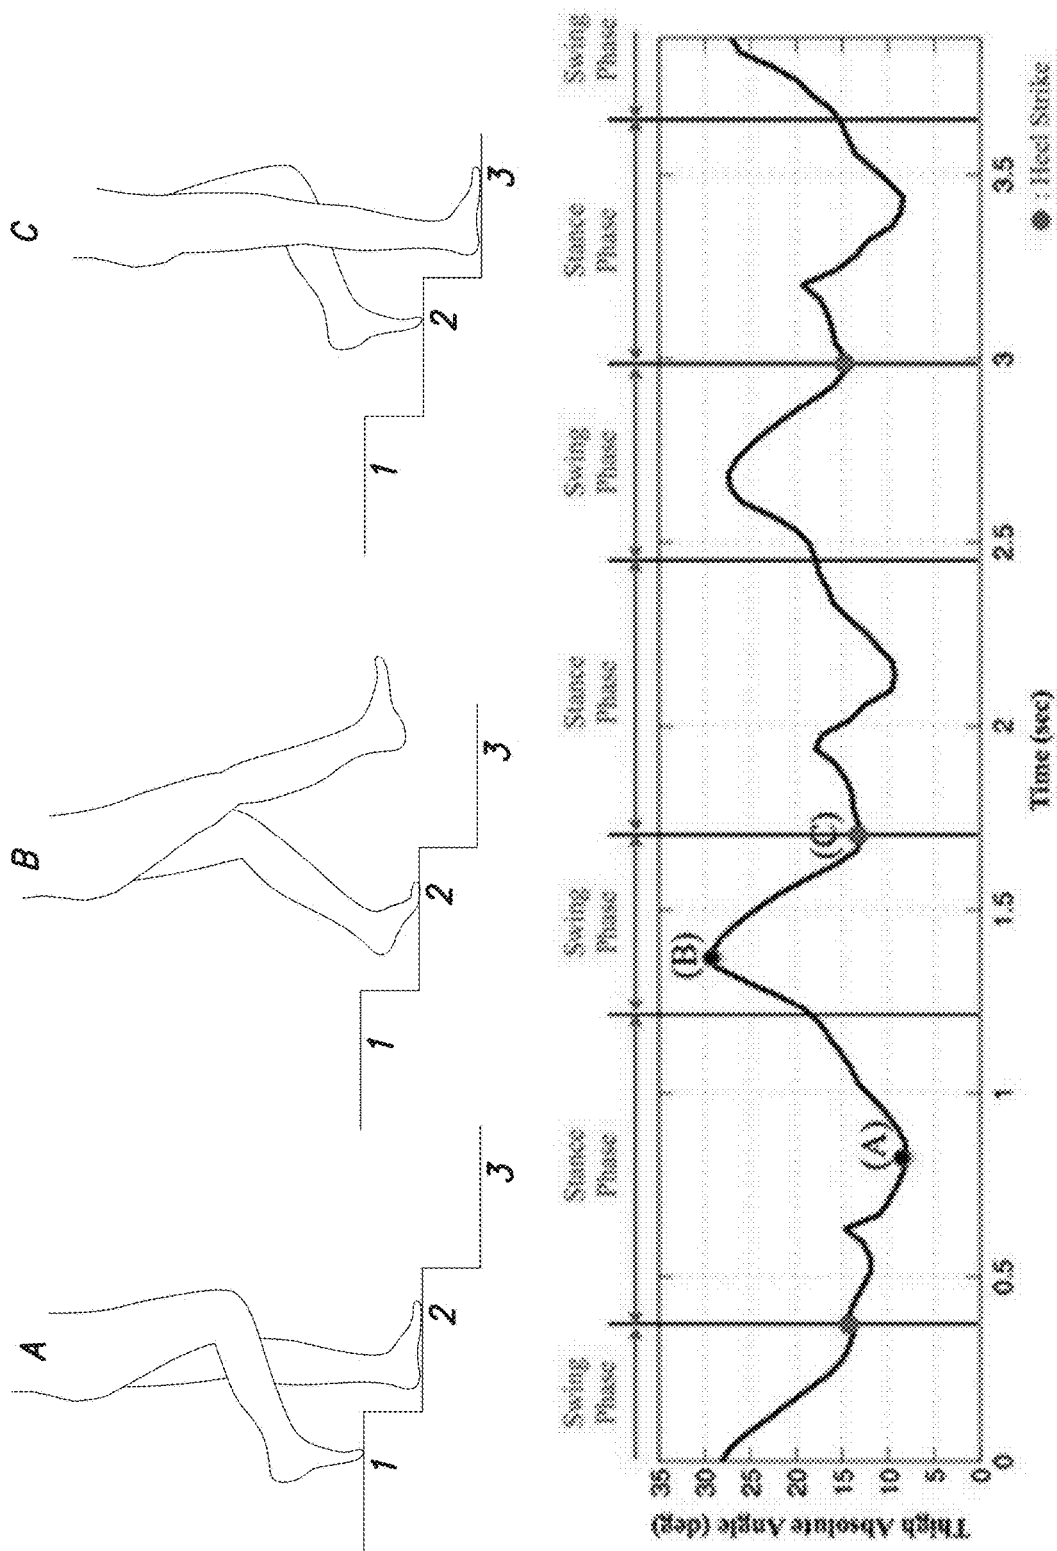 A
B
C
1
2
3
1
2
3
1
2
3
Swing
Phase
Stance
Phase
Swing
Phase
Stance
Phase
Swing
Phase
Stance
Phase
Swing
Phase
Thigh Absolute Angle (deg)
35
30
25
20
15
10
5
0
(A)
(B)
(C)
0
0.5
1
1.5
2
2.5
3
3.5
Time (sec)
● : Heel Strike